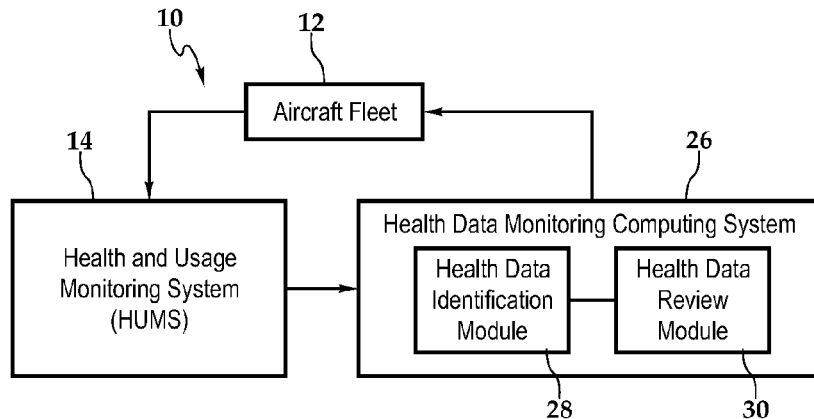 10
12
Aircraft Fleet
14
26
Health and Usage
Monitoring System
(HUMS)
Health Data Monitoring Computing System
Health Data
Identification
Module
Health Data
Review
Module
28
30